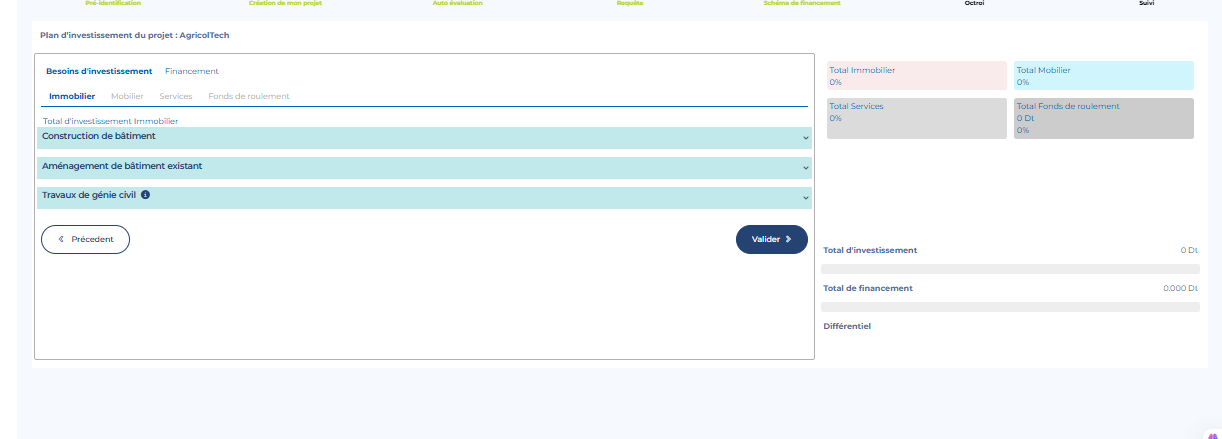 Pré-identification Création de mon projet Auto évaluation Requête Schéma de financement Octroi Suivi
Plan d'investissement du projet : AgricolTech
Besoins d'investissement Financement
Immobilier Mobilier Services Fonds de roulement
Total d'investissement Immobilier
Construction de bâtiment
Aménagement de bâtiment existant
Travaux de génie civil
Précedent
Valider
Total Immobilier
0%
Total Mobilier
0%
Total Services
0%
Total Fonds de roulement
0 Dt
0%
Total d'investissement 0 Dt
Total de financement 0.000 Dt
Différentiel